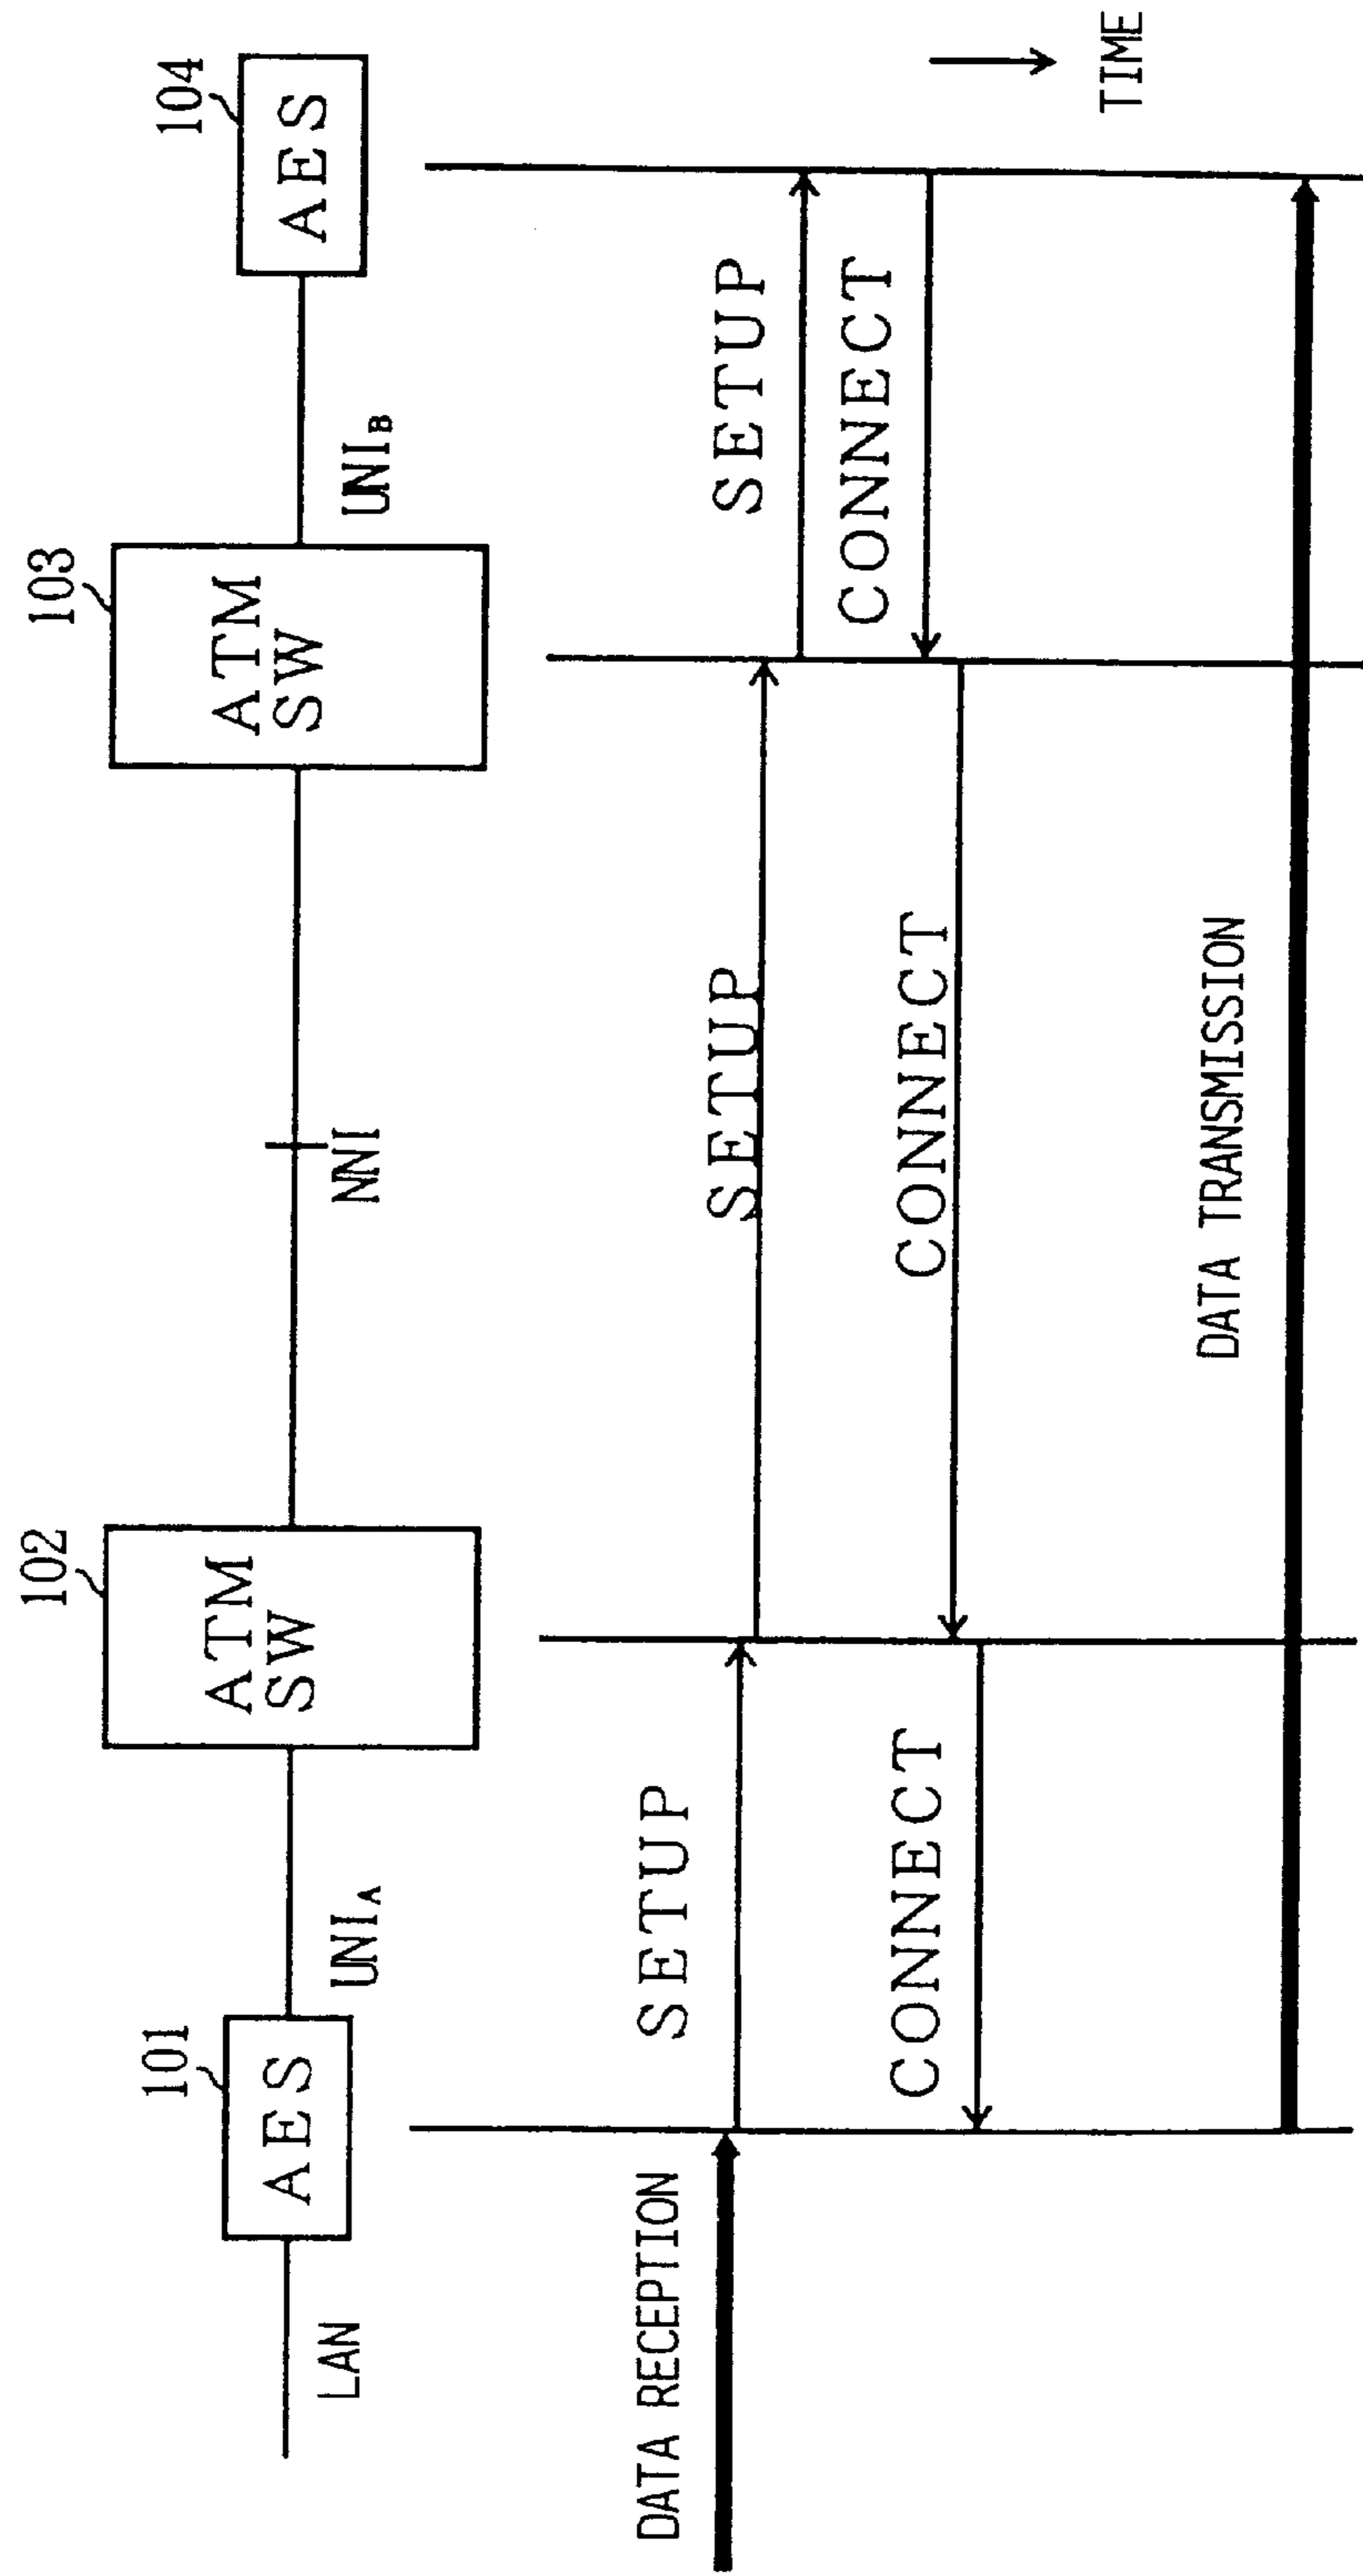 101
102
103
104
AES
ATM
SW
ATM
SW
AES
LAN
UNIA
NNI
UNIB
DATA RECEPTION
SETUP
SETUP
SETUP
CONNECT
CONNECT
CONNECT
DATA TRANSMISSION
TIME